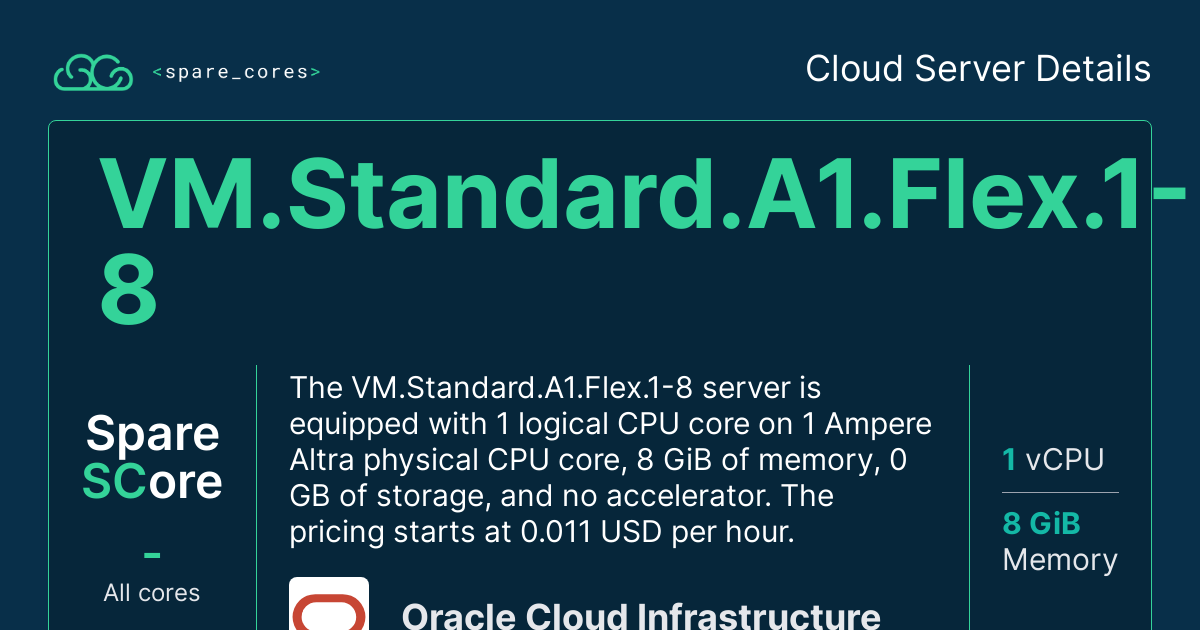 <spare_cores>
Cloud Server Details
VM.Standard.A1.Flex.1-
8
Spare
SCore
-
All cores
The VM.Standard.A1.Flex.1-8 server is
equipped with 1 logical CPU core on 1 Ampere
Altra physical CPU core, 8 GiB of memory, 0
GB of storage, and no accelerator. The
pricing starts at 0.011 USD per hour.
Oracle Cloud Infrastructure
1 vCPU
8 GiB
Memory